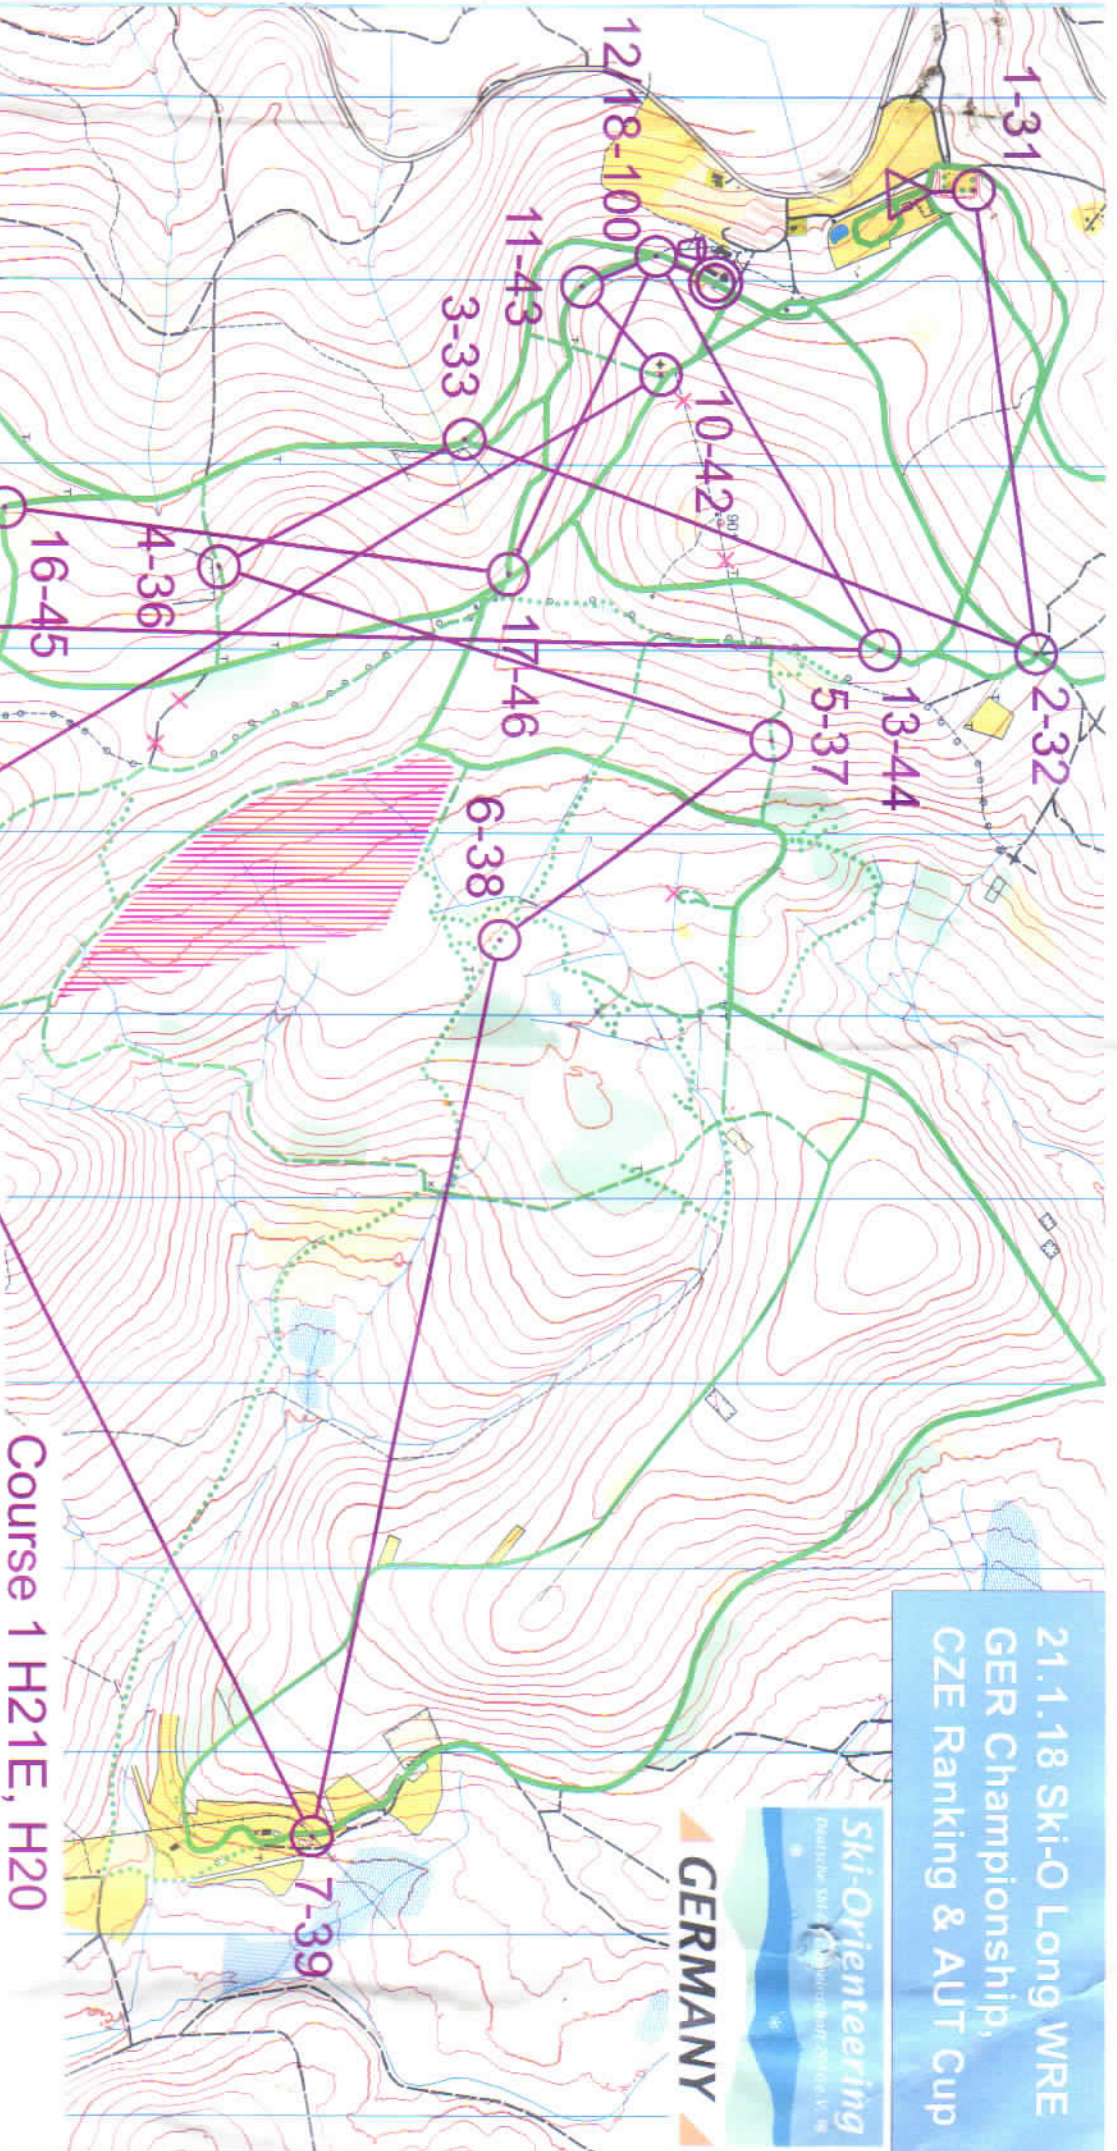 21.1.18 Ski-O Long WRE
GER Championship,
CZE Ranking & AUT Cup
Ski-Orienteering
GERMANY
1-31
2-32
13-44
5-37
10-42
12/18-100
11-43
3-33
17-46
6-38
4-36
16-45
7-39
901
Course 1 H21E, H20